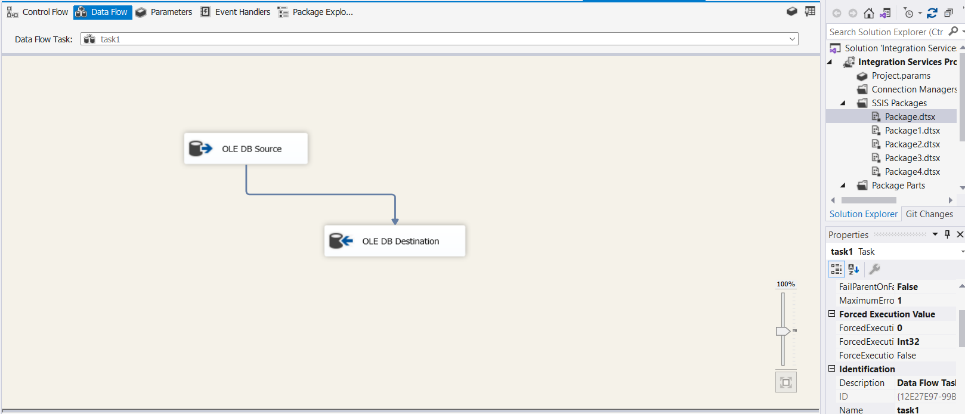 Control Flow Data Flow Parameters Event Handlers Package Explo...
Data Flow Task: task1
OLE DB Source
OLE DB Destination
100%
Search Solution Explorer (Ctr
Solution 'Integration Service
Integration Services Pro
Project.params
Connection Managers
SSIS Packages
Package.dtsx
Package1.dtsx
Package2.dtsx
Package3.dtsx
Package4.dtsx
Package Parts
Solution Explorer Git Changes
Properties
task1 Task
FailParentOnFa False
MaximumErro 1
Forced Execution Value
ForcedExecuti 0
ForcedExecuti Int32
ForceExecutio False
Identification
Description Data Flow Tas
ID {12E27E97-99B
Name task1